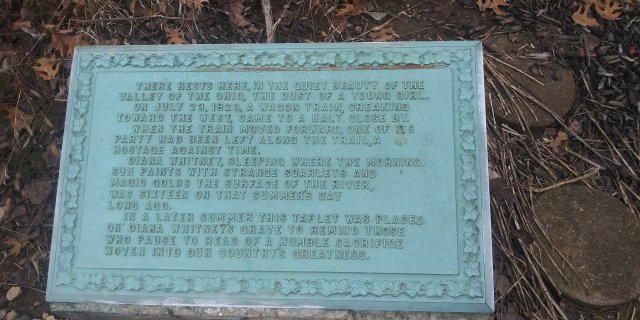 THERE RESTS HERE, IN THE QUIET BEAUTY OF THE
VALLEY OF THE OHIO, THE DUST OF A YOUNG GIRL.
ON JULY 25, 1852, A WAGON TRAIN, CREAKING
TOWARD THE WEST, CAME TO A HALT, CLOSE BY.
WHEN THE TRAIN MOVED FORWARD, ONE OF ITS
PARTY HAD BEEN LEFT ALONG THE TRAIL, A
HOSTAGE AGAINST TIME.
DIANA WHITNEY, SLEEPING WHERE THE MORNING
SUN PAINTS WITH STRANGE SCARLETS AND
MAGIC GOLDS THE SURFACE OF THE RIVER,
WAS SIXTEEN ON THAT SUMMER'S DAY
LONG AGO.
IN A LATER SUMMER THIS TABLET WAS PLACED
ON DIANA WHITNEY'S GRAVE TO REMIND THOSE
WHO PAUSE TO READ OF A HUMBLE SACRIFICE
WOVEN INTO OUR COUNTRY'S GREATNESS.